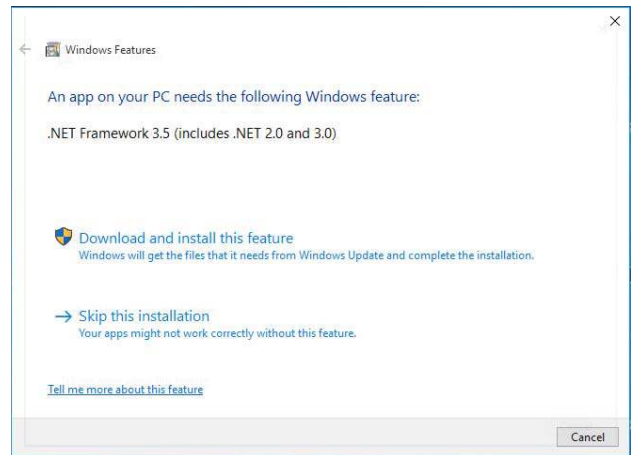 Windows Features
An app on your PC needs the following Windows feature:
.NET Framework 3.5 (includes .NET 2.0 and 3.0)
Download and install this feature
Windows will get the files that it needs from Windows Update and complete the installation.
Skip this installation
Your apps might not work correctly without this feature.
Tell me more about this feature
Cancel